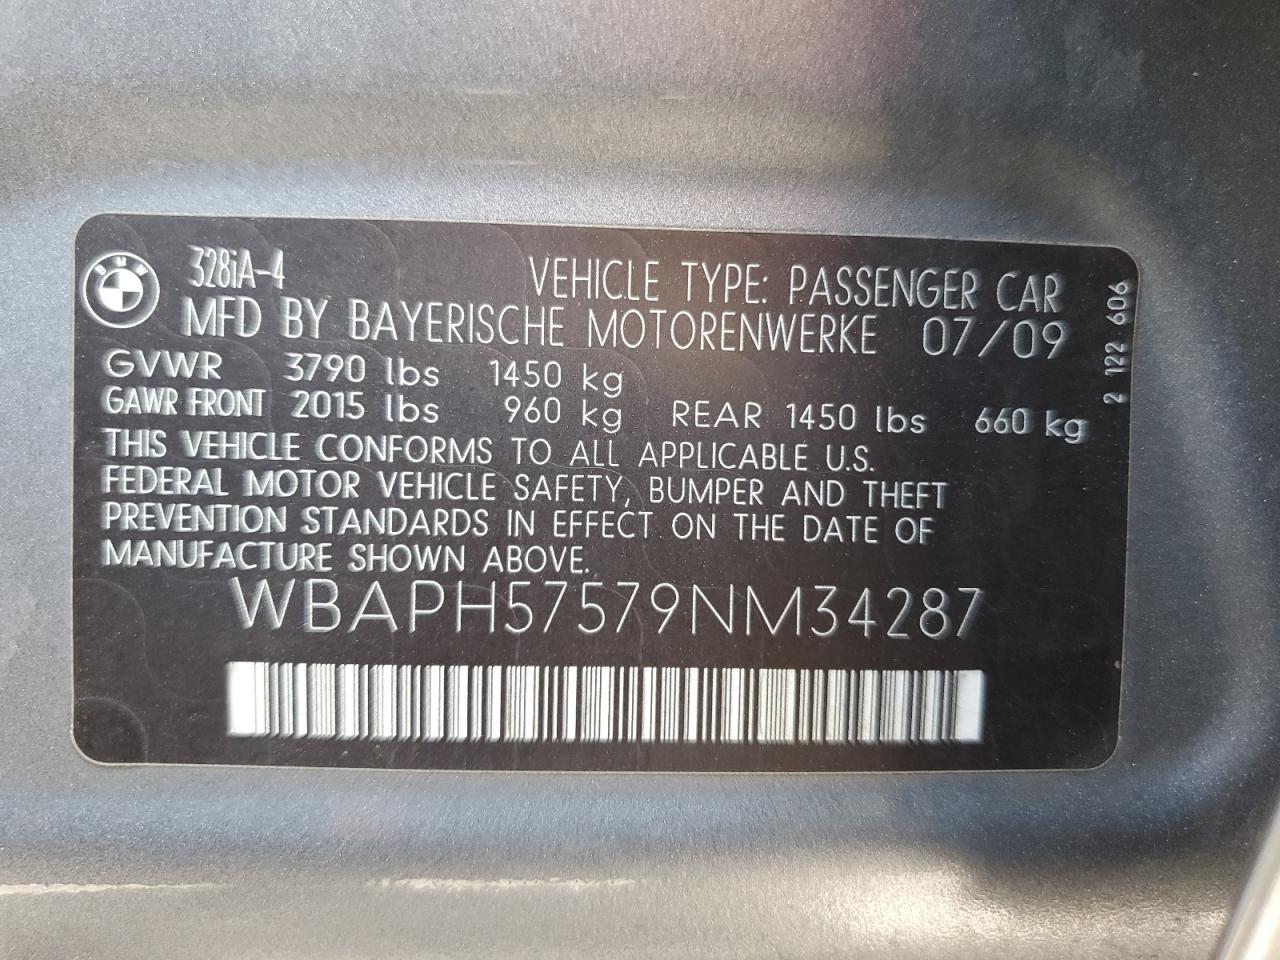 BMW
328iA-4
VEHICLE TYPE: PASSENGER CAR
MFD BY BAYERISCHE MOTORENWERKE 07/09
GVWR 3790 lbs 1450 kg
GAWR FRONT 2015 lbs 960 kg REAR 1450 lbs 660 kg
THIS VEHICLE CONFORMS TO ALL APPLICABLE U.S.
FEDERAL MOTOR VEHICLE SAFETY, BUMPER AND THEFT
PREVENTION STANDARDS IN EFFECT ON THE DATE OF
MANUFACTURE SHOWN ABOVE.
WBAPH57579NM34287
2 122 606